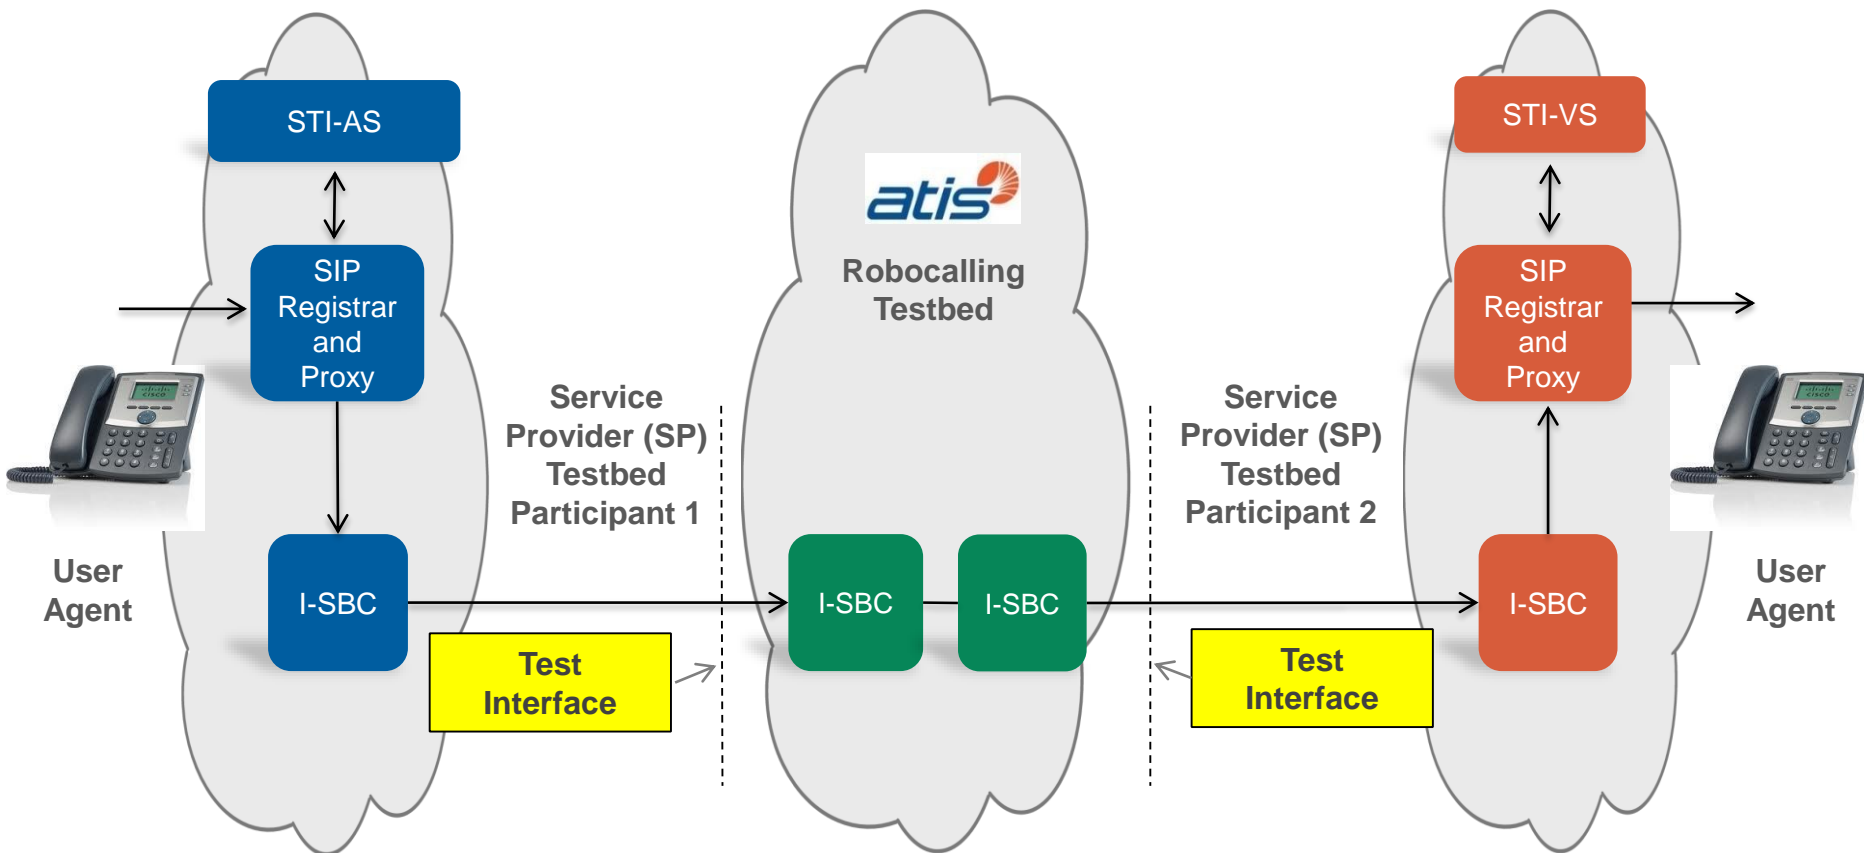 STI-AS
SIP
Registrar
and
Proxy
I-SBC
User
Agent
Service
Provider (SP)
Testbed
Participant 1
Test
Interface
atis
Robocalling
Testbed
I-SBC
I-SBC
Service
Provider (SP)
Testbed
Participant 2
Test
Interface
STI-VS
SIP
Registrar
and
Proxy
I-SBC
User
Agent
cisco
cisco